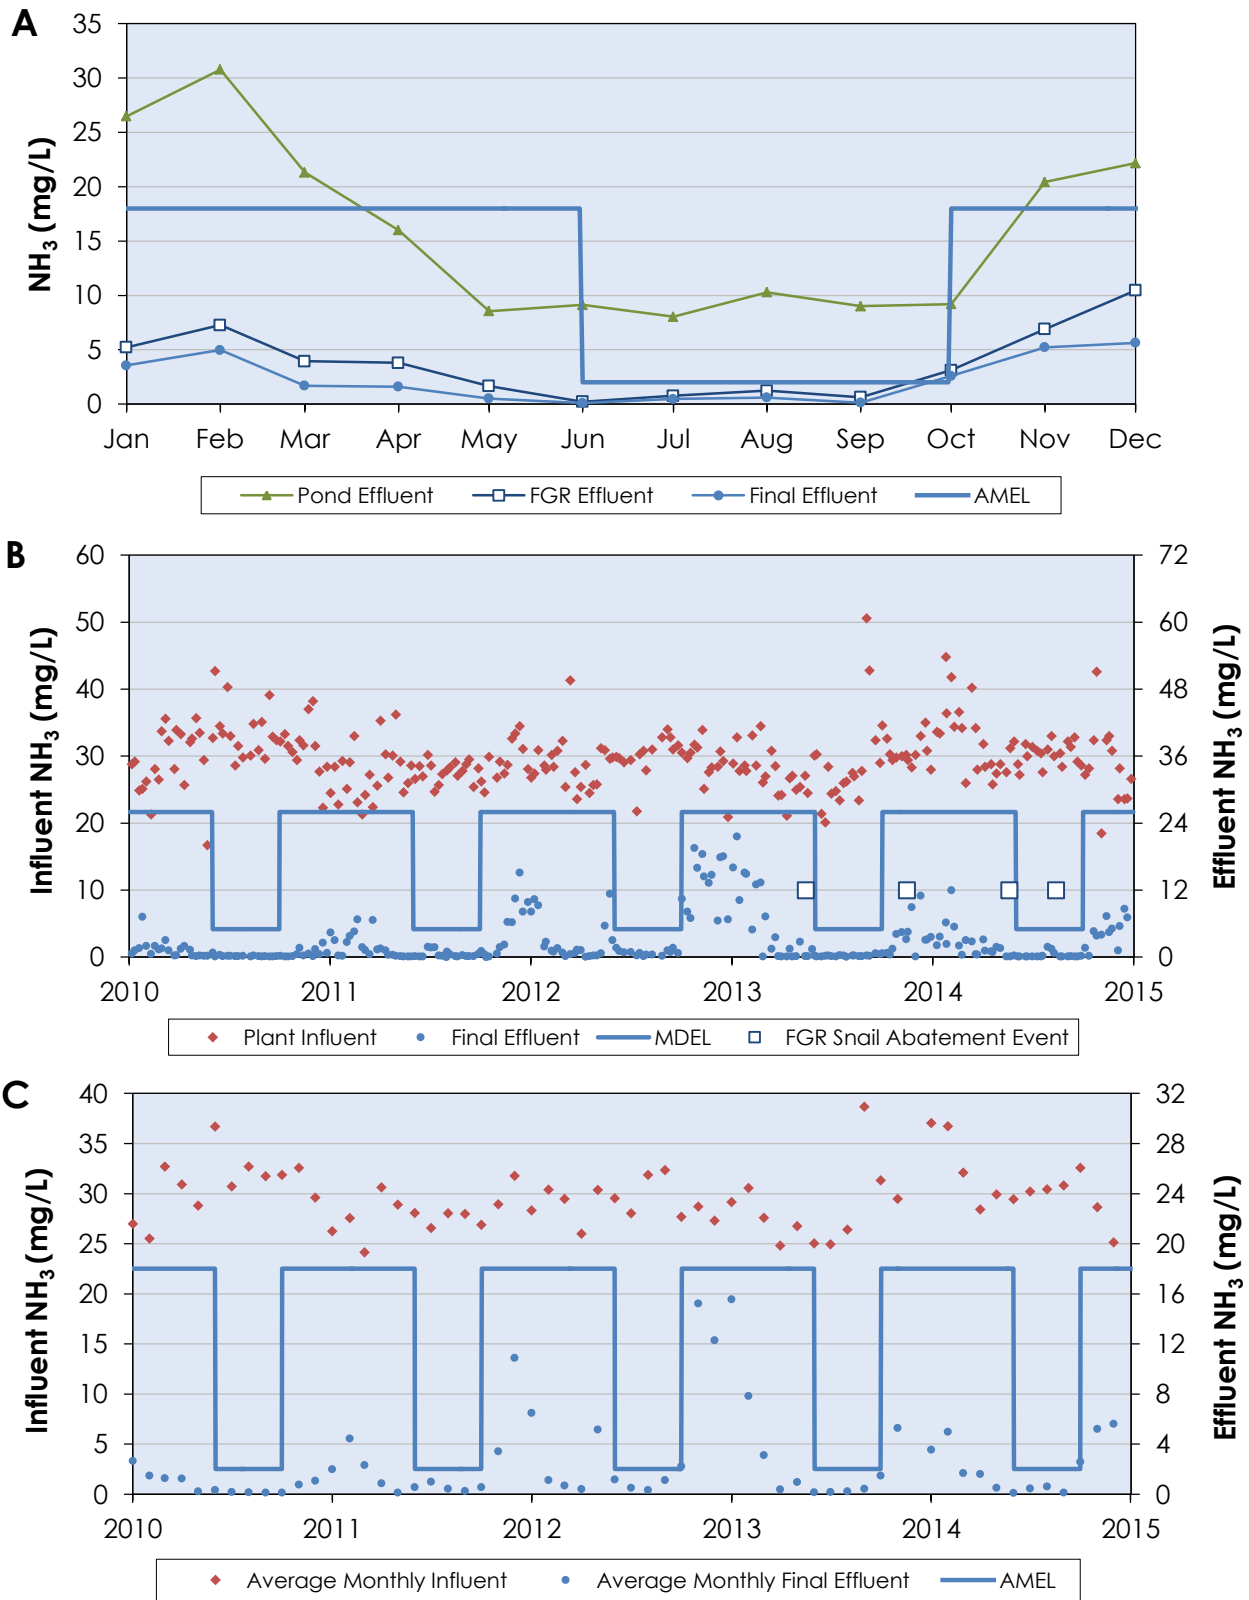 A
NH3 (mg/L)
35
30
25
20
15
10
5
0
Jan Feb Mar Apr May Jun Jul Aug Sep Oct Nov Dec
Pond Effluent FGR Effluent Final Effluent AMEL
B
Influent NH3 (mg/L)
60
50
40
30
20
10
0
72
60
48
36
24
12
0
Effluent NH3 (mg/L)
2010 2011 2012 2013 2014 2015
Plant Influent Final Effluent MDEL FGR Snail Abatement Event
C
Influent NH3 (mg/L)
40
35
30
25
20
15
10
5
0
32
28
24
20
16
12
8
4
0
Effluent NH3 (mg/L)
2010 2011 2012 2013 2014 2015
Average Monthly Influent Average Monthly Final Effluent AMEL